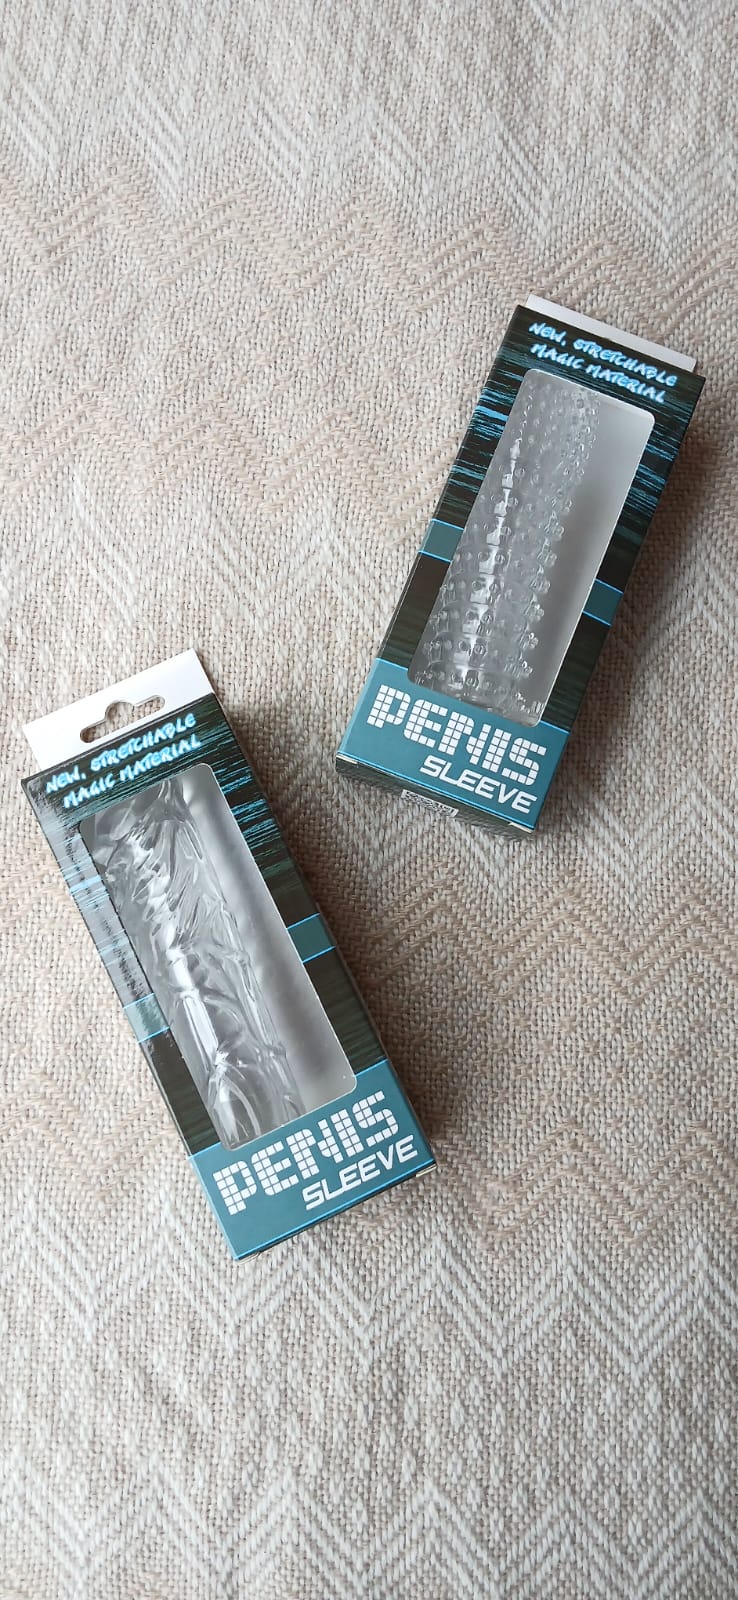 NEW, STRETCHABLE
MAGIC MATERIAL
PENIS
SLEEVE
NEW, STRETCHABLE
MAGIC MATERIAL
PENIS
SLEEVE